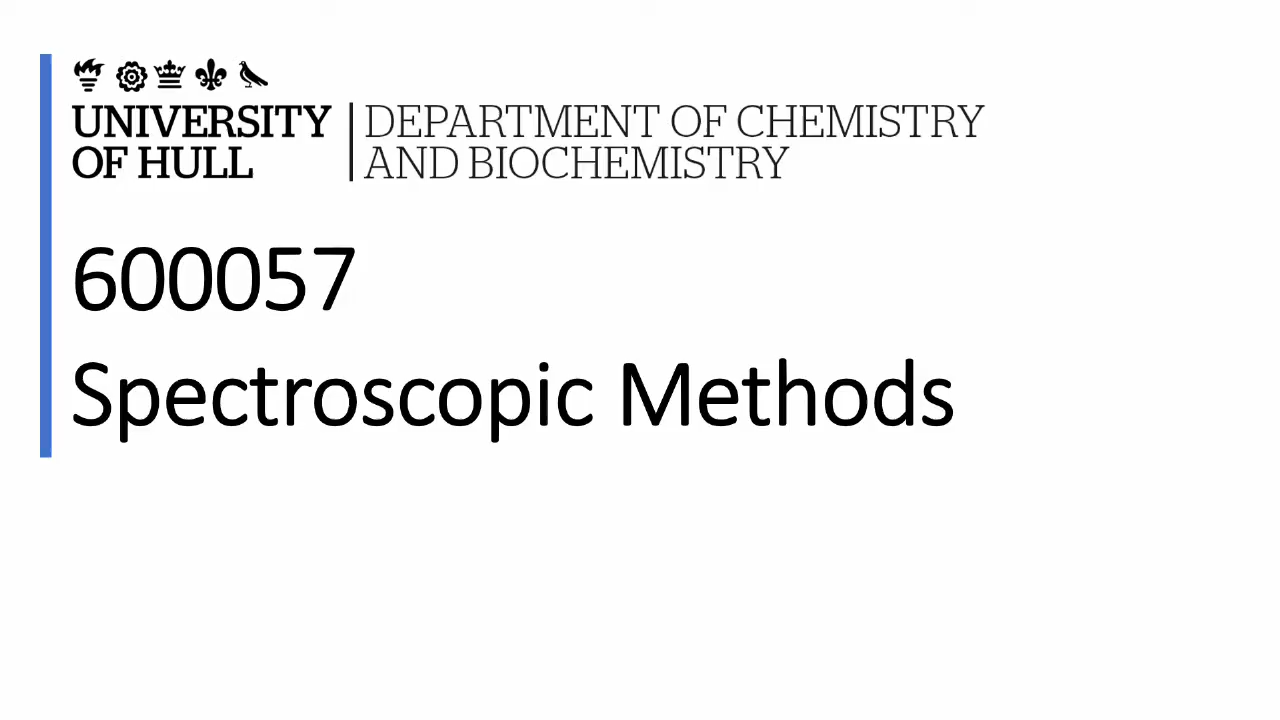 UNIVERSITY
OF HULL
DEPARTMENT OF CHEMISTRY
AND BIOCHEMISTRY
600057
Spectroscopic Methods